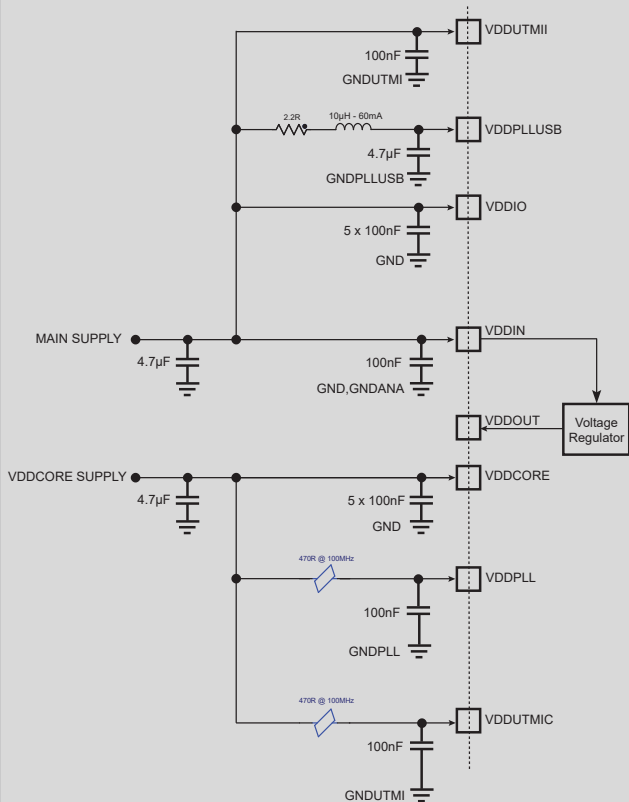 VDDUTMII
100nF
GNDUTMI
2.2R
10µH - 60mA
VDDPLLUSB
4.7µF
GNDPLLUSB
VDDIO
5 x 100nF
GND
MAIN SUPPLY
VDDIN
4.7µF
100nF
GND,GNDANA
VDDOUT
Voltage
Regulator
VDDCORE SUPPLY
VDDCORE
4.7µF
5 x 100nF
GND
470R @ 100MHz
VDDPLL
100nF
GNDPLL
470R @ 100MHz
VDDUTMIC
100nF
GNDUTMI